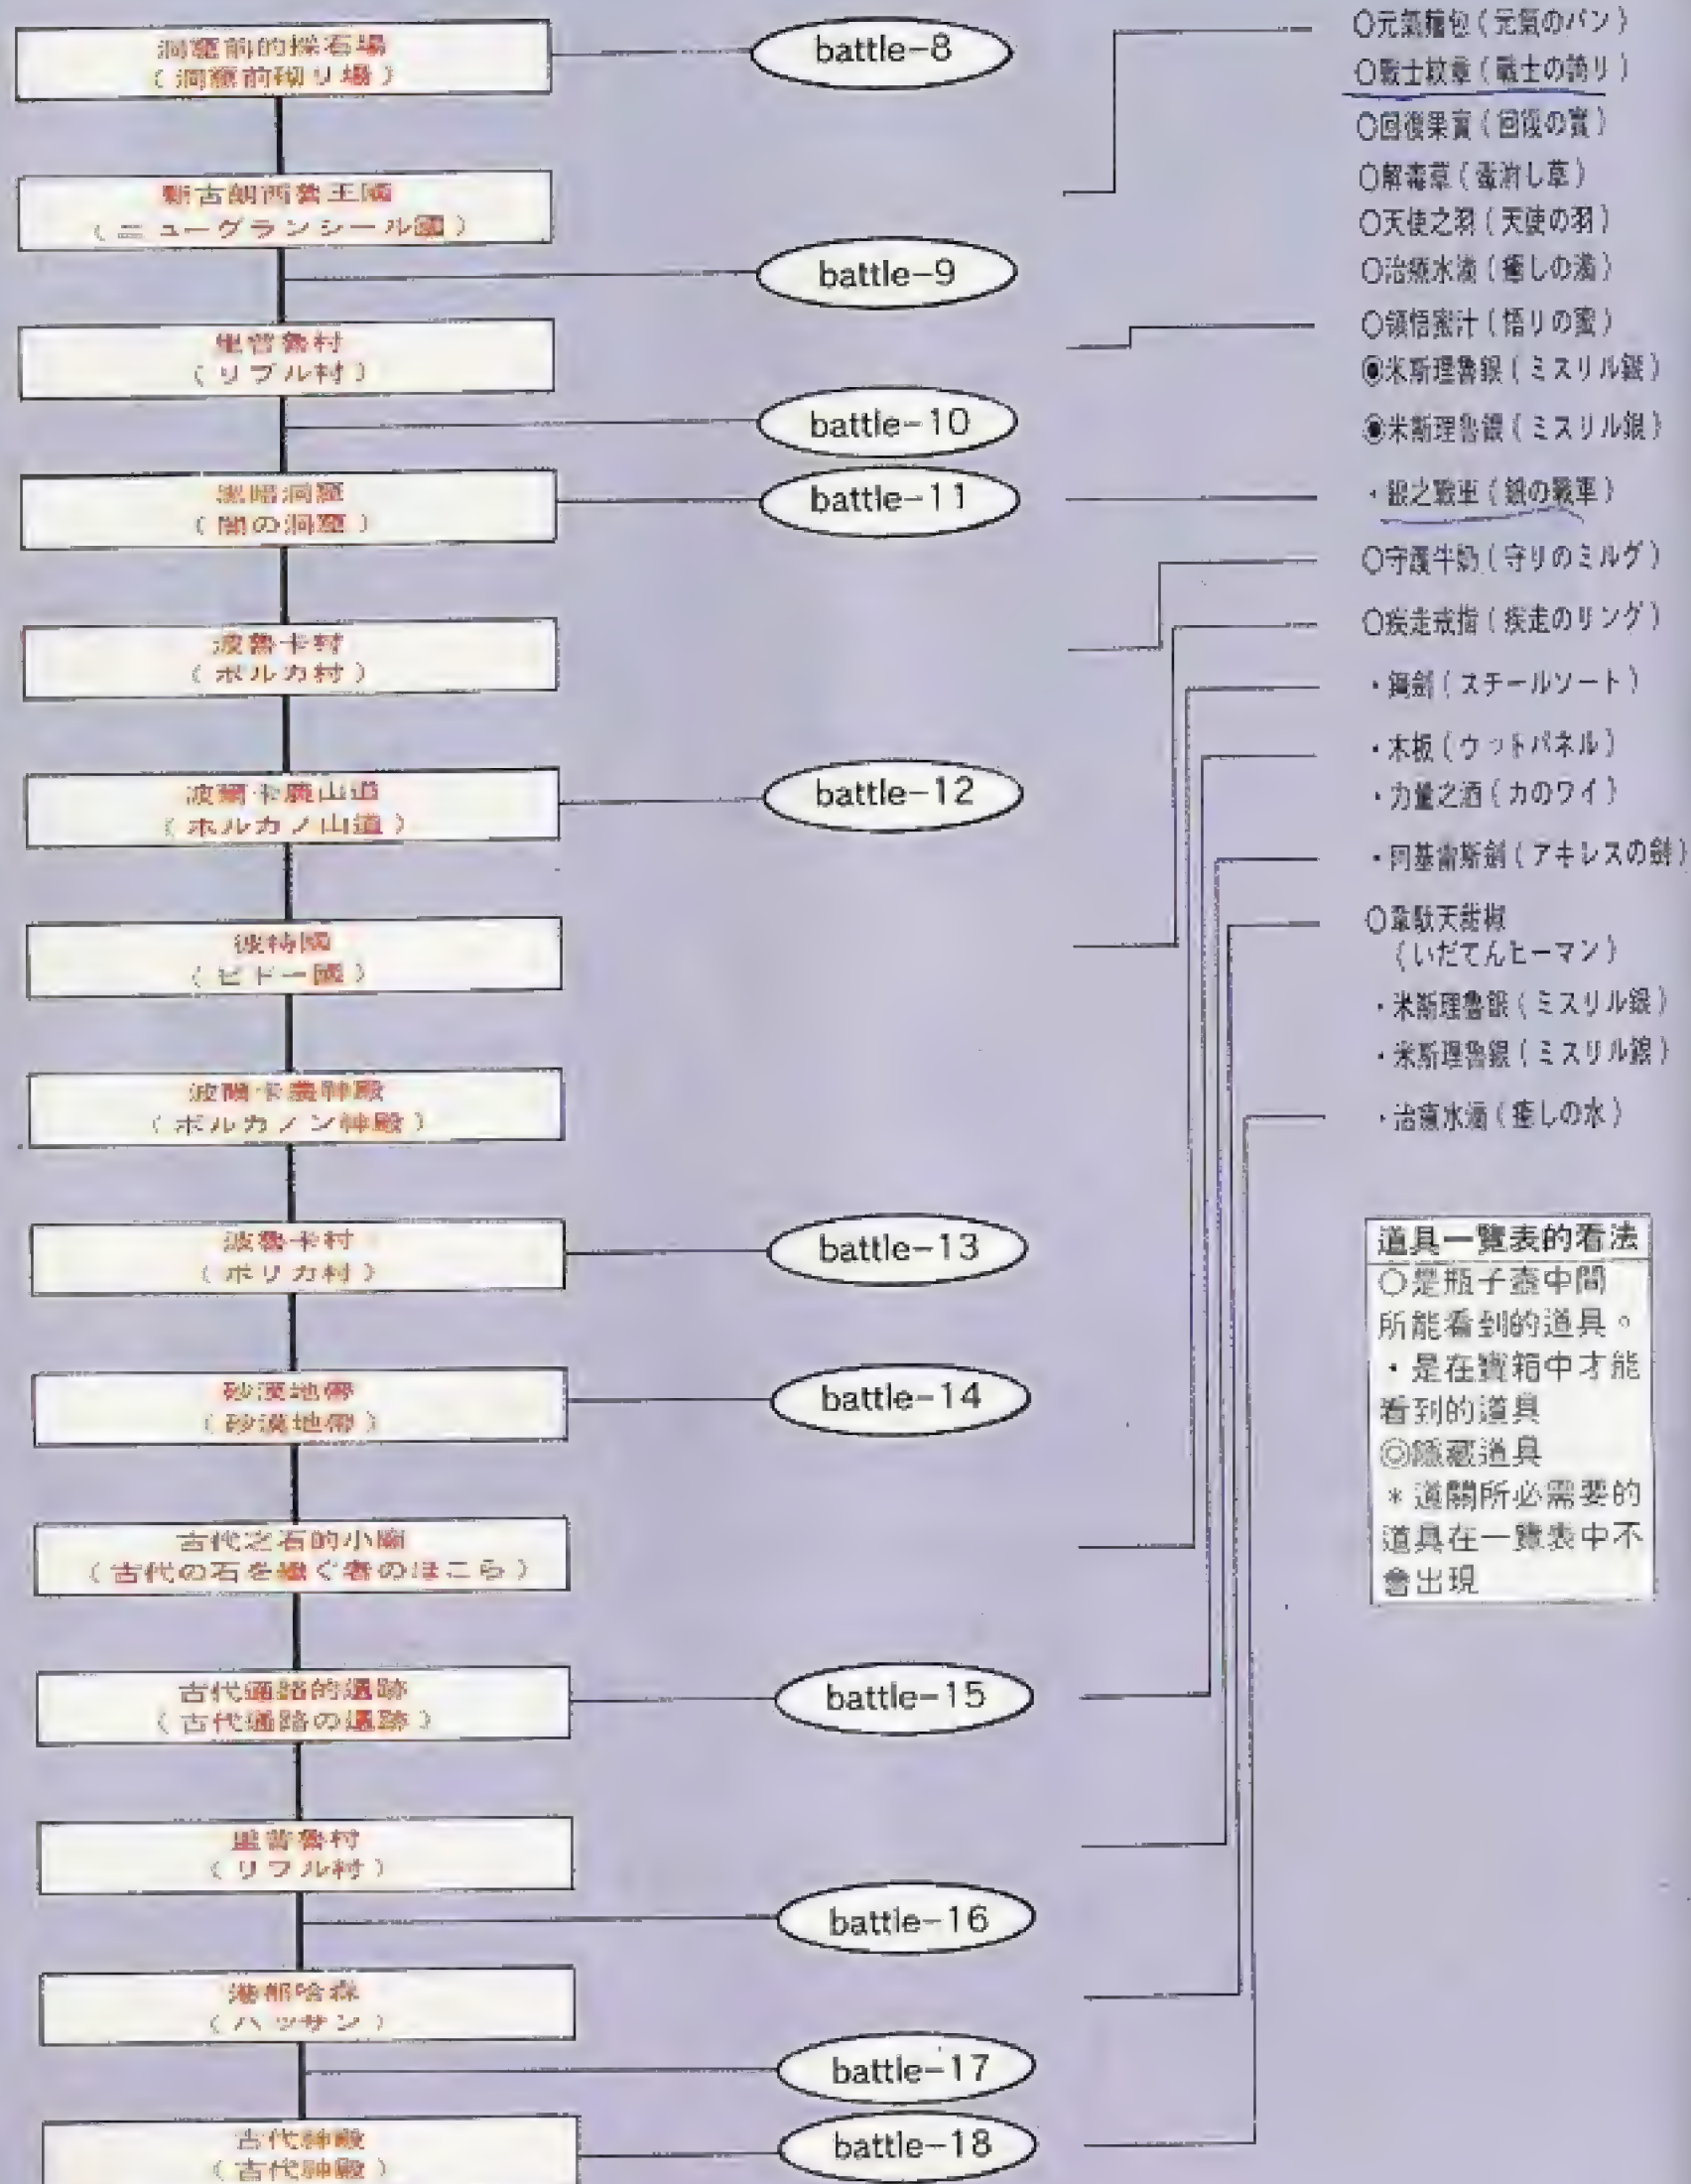 洞窟前的採石場
(洞窟前砌り場)
battle-8
新古朗西魯王國
(ニューグランシール國)
battle-9
里普魯村
(リブル村)
battle-10
黑暗洞窟
(闇の洞窟)
battle-11
波魯卡村
(ボルカ村)
波爾卡農山道
(ホルカノ山道)
battle-12
彼特國
(ピドー國)
波爾卡農神殿
(ボルカノン神殿)
波魯卡村
(ポリカ村)
battle-13
砂漠地帶
(砂漠地帶)
battle-14
古代之石的小廟
(古代の石を繼ぐ者のほこら)
古代通路的遺跡
(古代通路の遺跡)
battle-15
里普魯村
(リフル村)
battle-16
港都哈森
(ハッサン)
battle-17
古代神殿
(古代神殿)
battle-18
○元氣麵包(元氣のパン)
○戰士紋章(戰士の誇り)
○回復果實(回復の實)
○解毒草(毒消し草)
○天使之羽(天使の羽)
○治癒水滴(癒しの滴)
○領悟蜜汁(悟りの蜜)
◉米斯理魯銀(ミスリル銀)
◉米斯理魯銀(ミスリル銀)
・銀之戰車(銀の戰車)
○守護牛奶(守りのミルグ)
○疾走戒指(疾走のリング)
・鋼劍(スチールソート)
・木板(ウットパネル)
・力量之酒(カのワイ)
・阿基雷斯劍(アキレスの劍)
○韋馱天甜椒
(いだてんヒーマン)
・米斯理魯銀(ミスリル銀)
・米斯理魯銀(ミスリル銀)
・治癒水滴(癒しの水)
道具一覽表的看法
○是瓶子壺中間
所能看到的道具。
・是在寶箱中才能
看到的道具
◎隱藏道具
*過關所必需要的
道具在一覽表中不
會出現